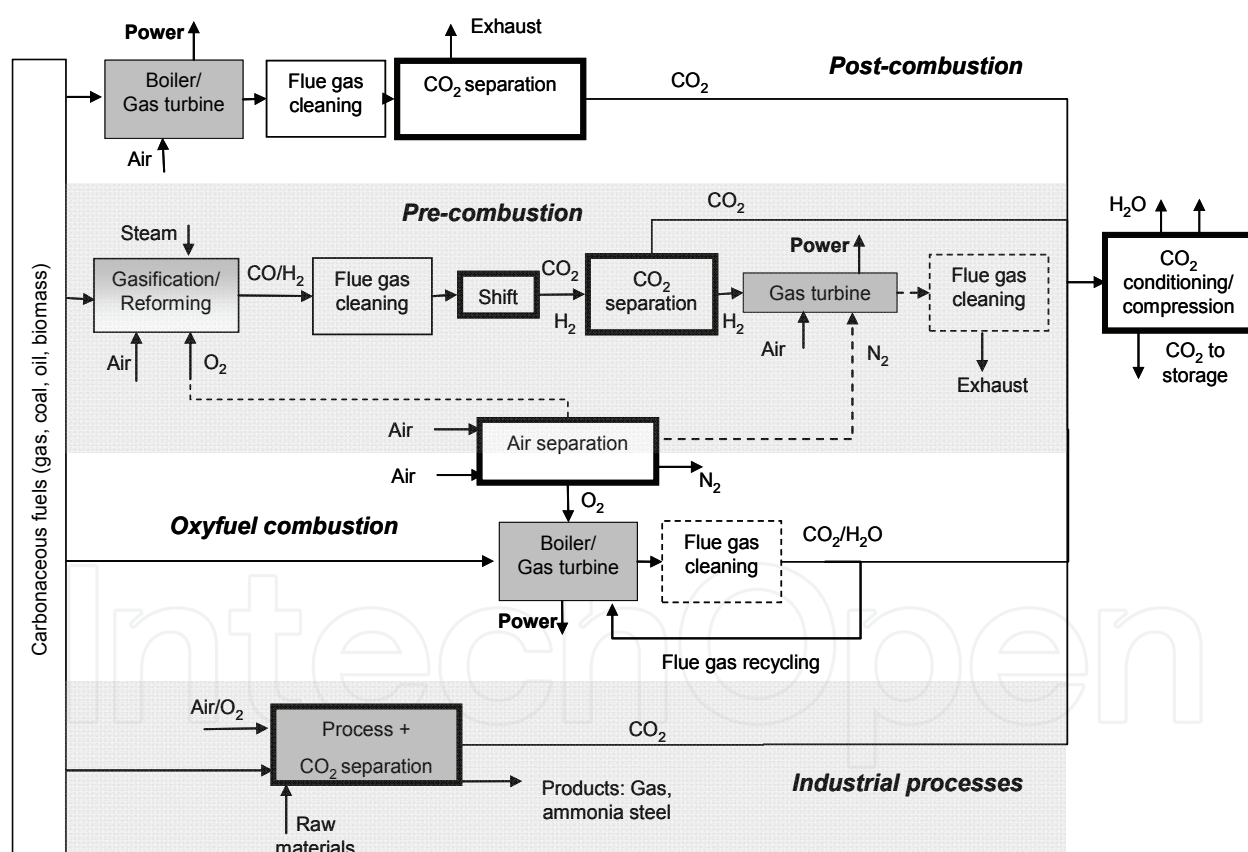 Power
Exhaust
Boiler/
Gas turbine
Flue gas
cleaning
CO₂ separation
CO₂
Post-combustion
Air
Carbonaceous fuels (gas, coal, oil, biomass)
Pre-combustion
CO₂
Steam
Gasification/
Reforming
CO/H₂
Flue gas
cleaning
Shift
CO₂
H₂
CO₂
separation
H₂
Power
Gas turbine
Flue gas
cleaning
Air
O₂
Air
N₂
Exhaust
H₂O
CO₂
conditioning/
compression
CO₂ to
storage
Air
Air
Air separation
N₂
O₂
Oxyfuel combustion
Boiler/
Gas turbine
Flue gas
cleaning
CO₂/H₂O
Power
Flue gas recycling
IntechOpen
Air/O₂
Process +
CO₂ separation
CO₂
Industrial processes
Products: Gas,
ammonia steel
Raw
materials